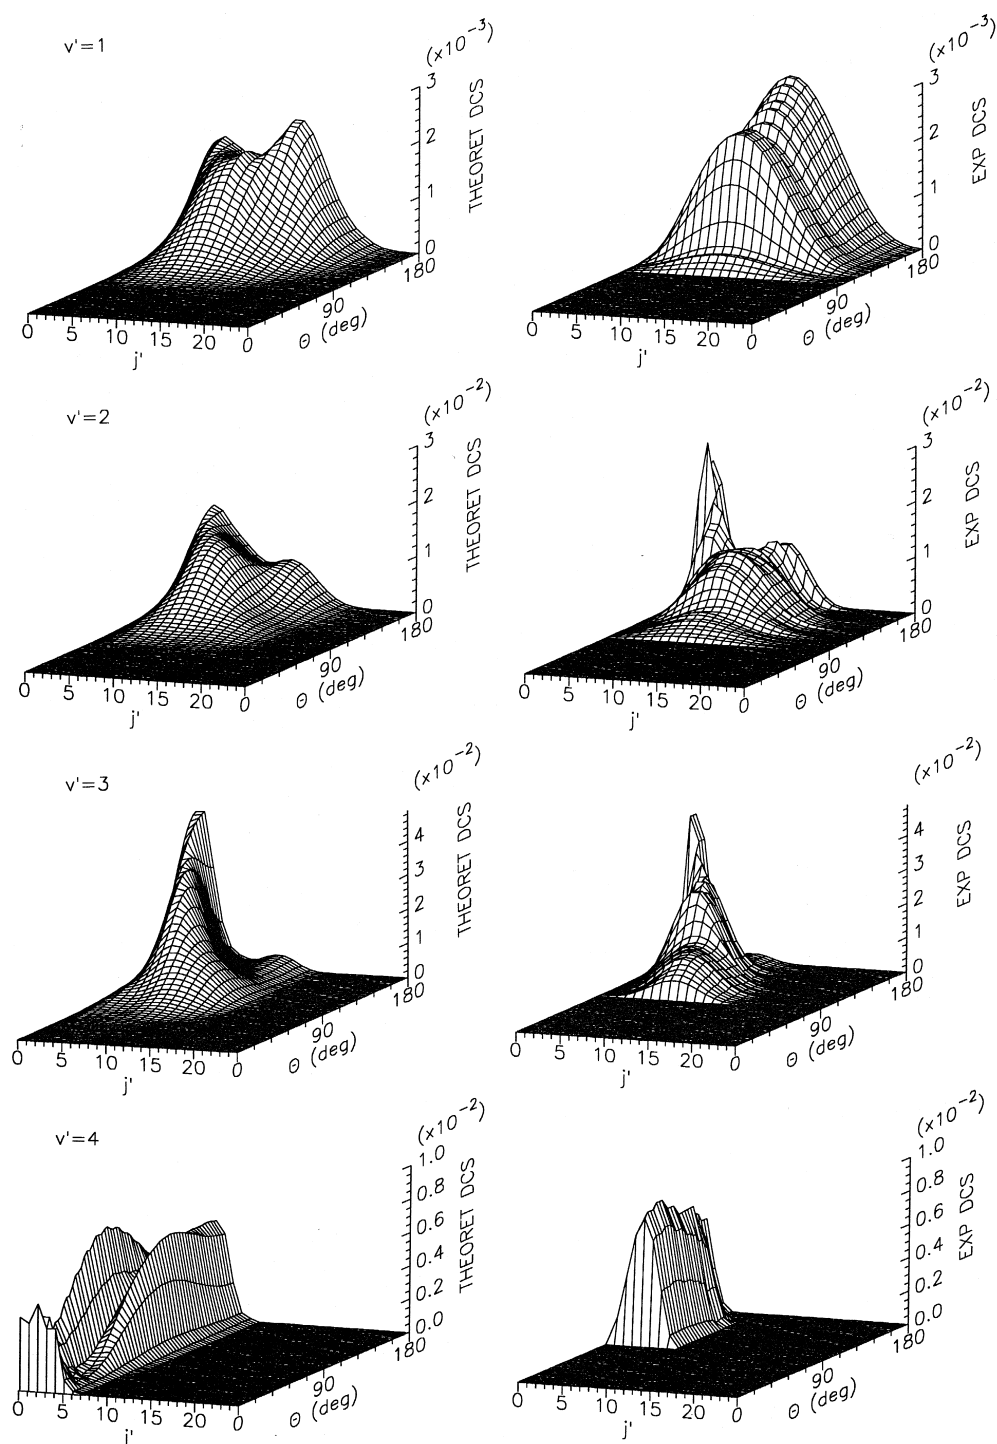 v'=1
(x10⁻³)
3
2
1
0
THEORET DCS
180
90
0
Θ (deg)
0 5 10 15 20
j'
(x10⁻³)
3
2
1
0
EXP DCS
180
90
0
Θ (deg)
0 5 10 15 20
j'
v'=2
(x10⁻²)
3
2
1
0
THEORET DCS
180
90
0
Θ (deg)
0 5 10 15 20
j'
(x10⁻²)
3
2
1
0
EXP DCS
180
90
0
Θ (deg)
0 5 10 15 20
j'
v'=3
(x10⁻²)
4
3
2
1
0
THEORET DCS
180
90
0
Θ (deg)
0 5 10 15 20
j'
(x10⁻²)
4
3
2
1
0
EXP DCS
180
90
0
Θ (deg)
0 5 10 15 20
j'
v'=4
(x10⁻²)
1.0
0.8
0.6
0.4
0.2
0.0
THEORET DCS
180
90
0
Θ (deg)
0 5 10 15 20
j'
(x10⁻²)
1.0
0.8
0.6
0.4
0.2
0.0
EXP DCS
180
90
0
Θ (deg)
0 5 10 15 20
j'